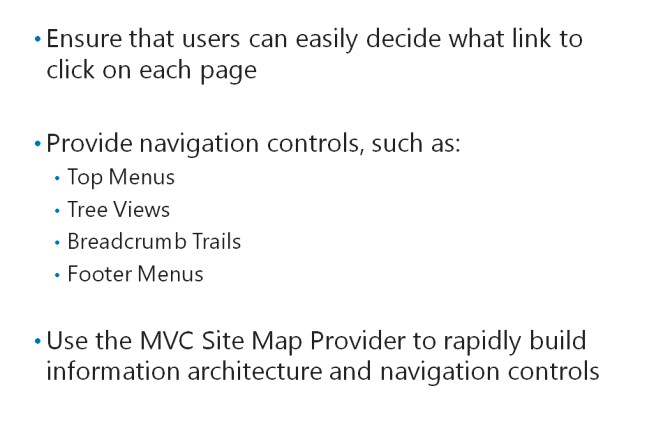 • Ensure that users can easily decide what link to
click on each page
• Provide navigation controls, such as:
• Top Menus
• Tree Views
• Breadcrumb Trails
• Footer Menus
• Use the MVC Site Map Provider to rapidly build
information architecture and navigation controls